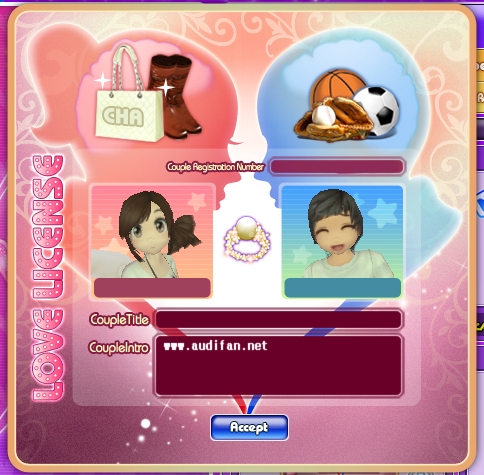 CHA
Couple Registration Number
LOVE LICENSE
CoupleTitle
CoupleIntro
www.audifan.net
Accept